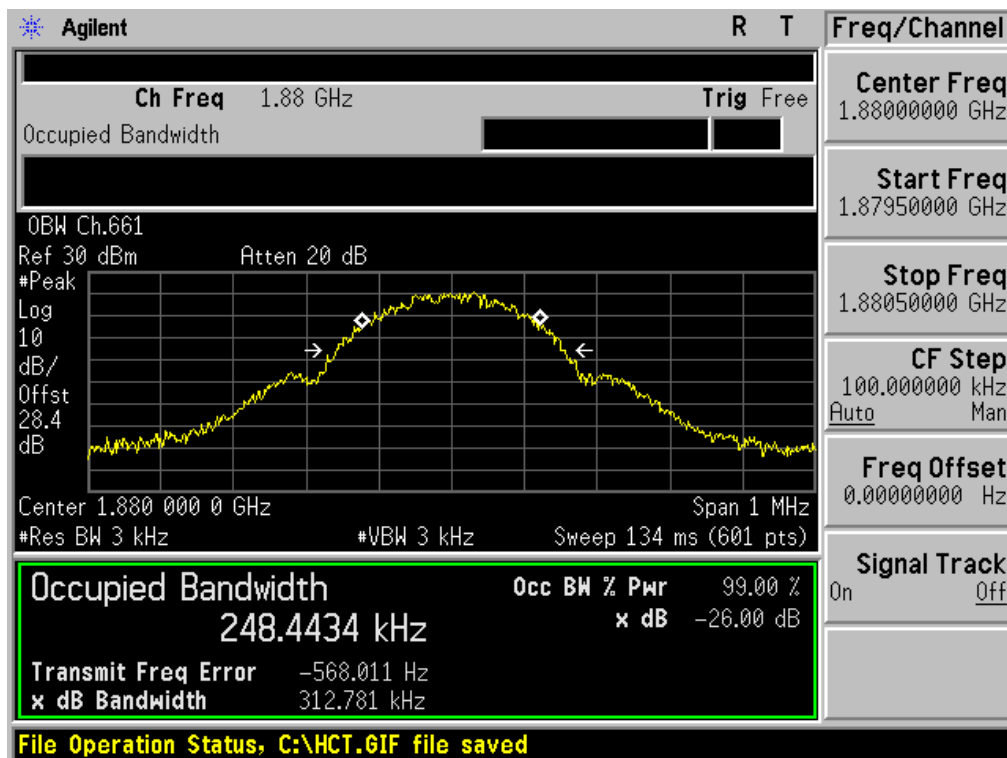 Agilent R T
Ch Freq 1.88 GHz Trig Free
Occupied Bandwidth
OBW Ch.661
Ref 30 dBm Atten 20 dB
#Peak
Log
10
dB/
Offst
28.4
dB
Center 1.880 000 0 GHz Span 1 MHz
#Res BW 3 kHz #VBW 3 kHz Sweep 134 ms (601 pts)
Occupied Bandwidth Occ BW % Pwr 99.00 %
248.4434 kHz x dB -26.00 dB
Transmit Freq Error -568.011 Hz
x dB Bandwidth 312.781 kHz
File Operation Status, C:\HCT.GIF file saved
Freq/Channel
Center Freq
1.88000000 GHz
Start Freq
1.87950000 GHz
Stop Freq
1.88050000 GHz
CF Step
100.000000 kHz
Auto Man
Freq Offset
0.00000000 Hz
Signal Track
On Off